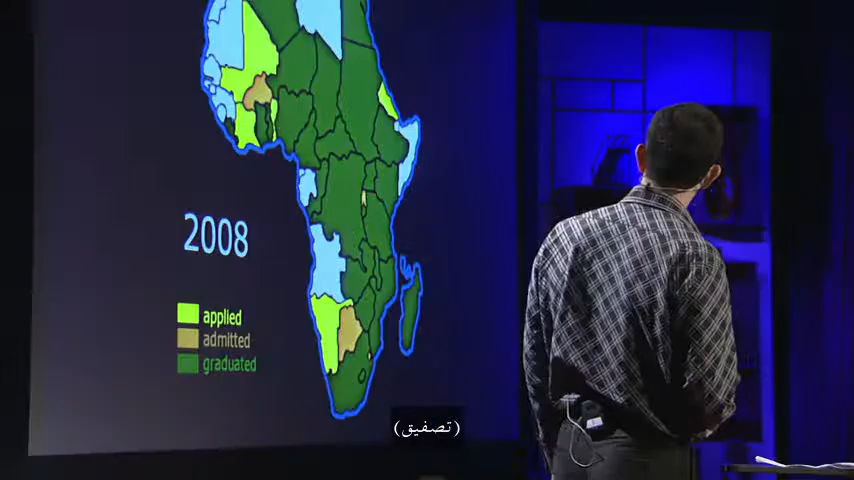 2008
applied
admitted
graduated
(تصفيق)